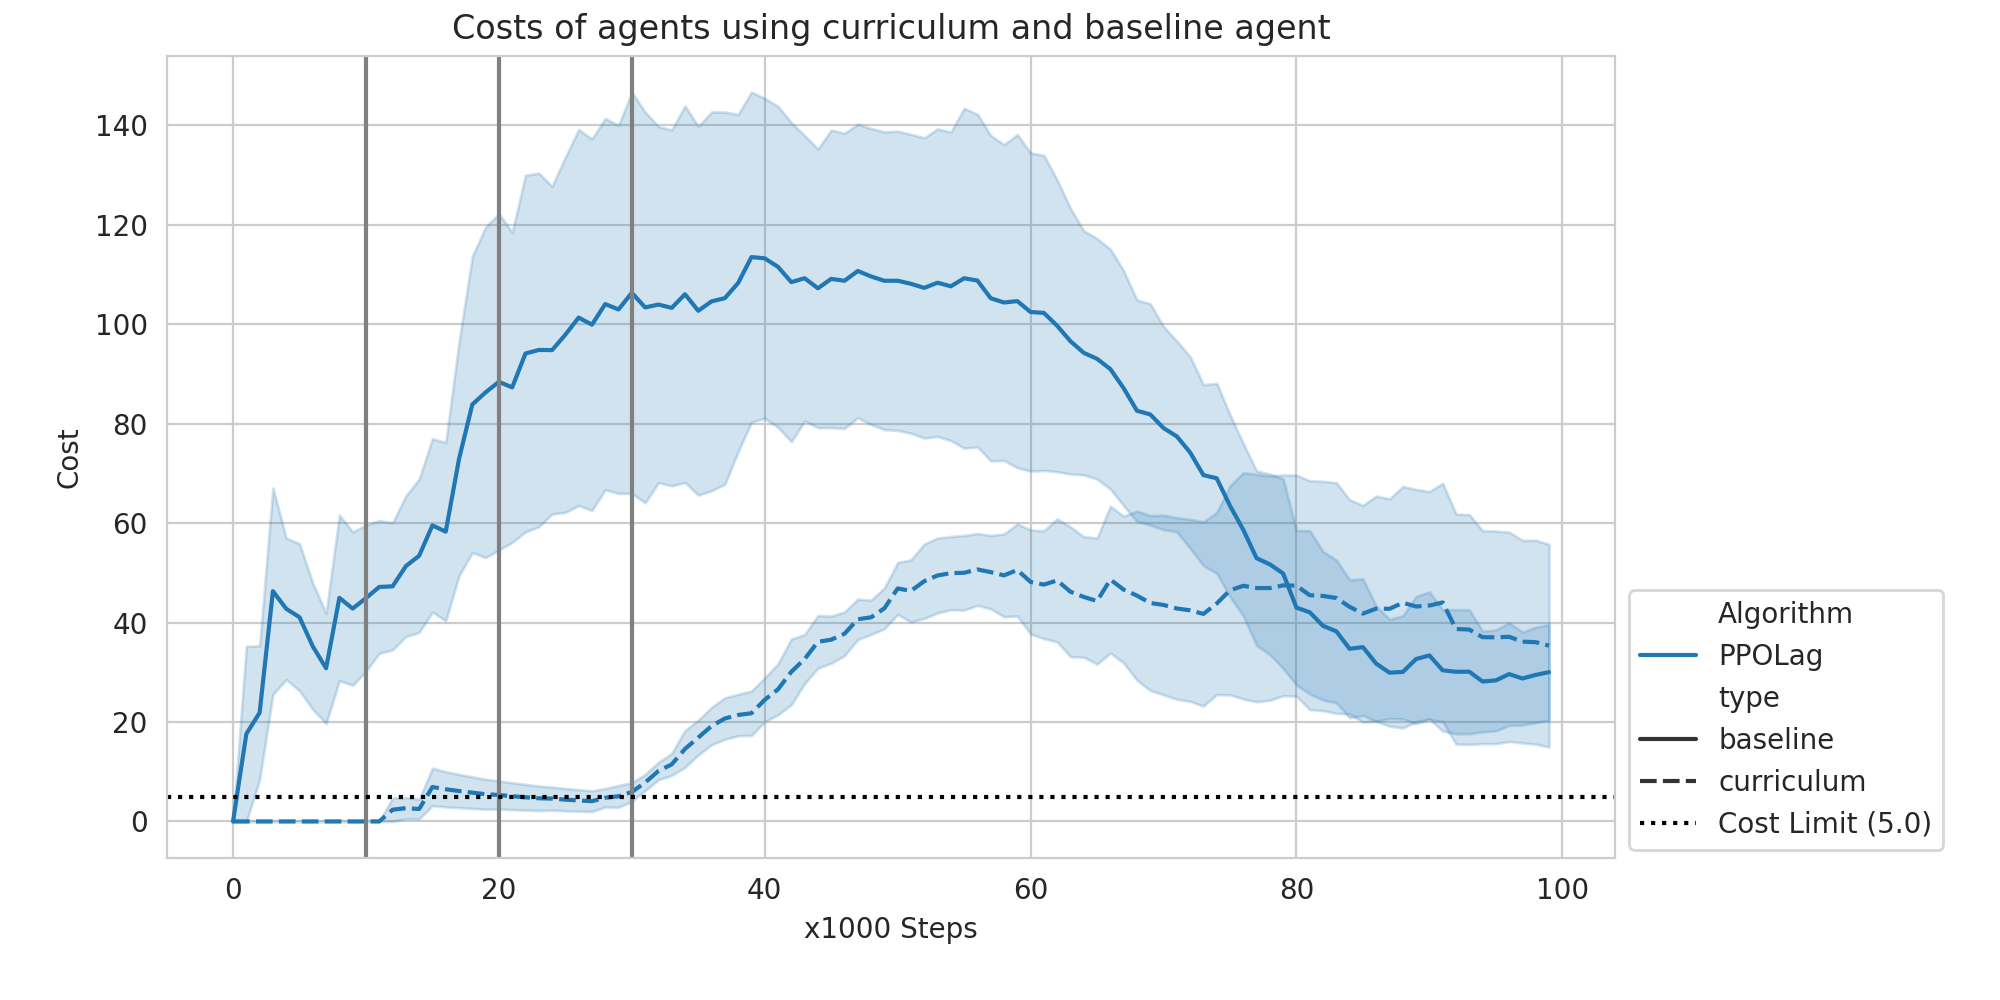 Costs of agents using curriculum and baseline agent
140
120
100
80
60
40
20
0
Cost
0 20 40 60 80 100
x1000 Steps
Algorithm
PPOLag
type
baseline
curriculum
Cost Limit (5.0)